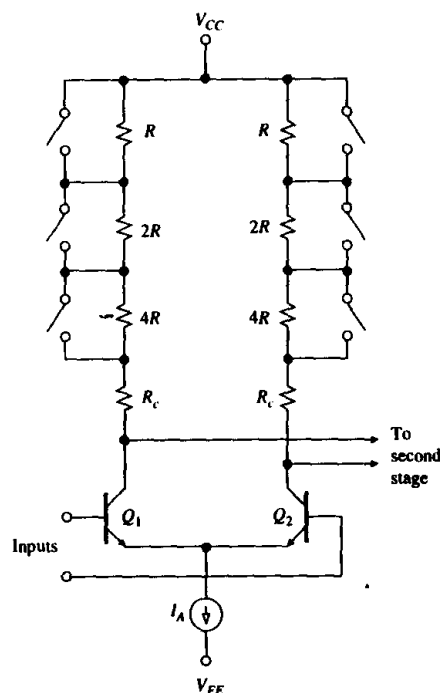 V_CC
R R
2R 2R
4R 4R
R_c R_c
To
second
stage
Q_1 Q_2
Inputs
I_A
V_EE